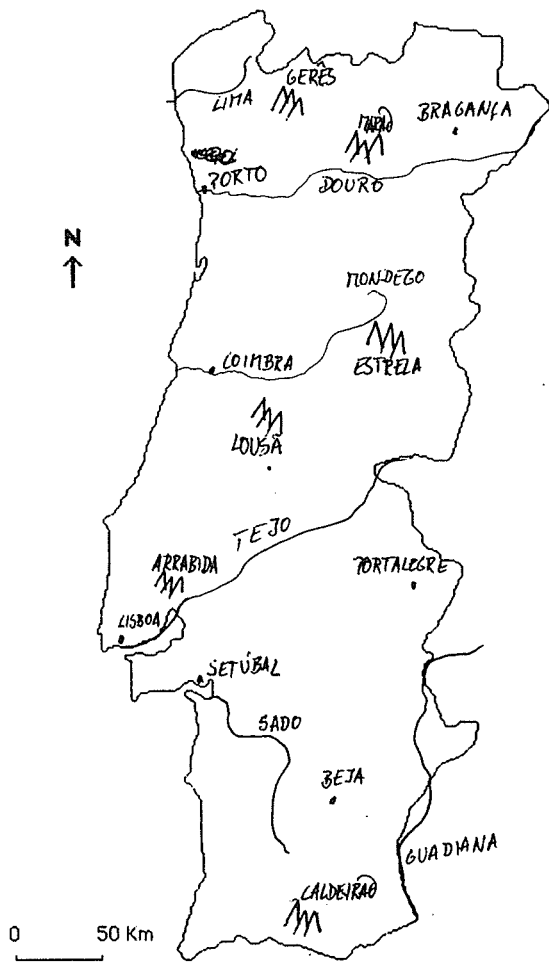 GERÊS
LIMA
MARÃO
BRAGANÇA
PORTO
DOURO
N
MONDEGO
COIMBRA
ESTRELA
LOUSÃ
TEJO
ARRABIDA
PORTALEGRE
LISBOA
SETÚBAL
SADO
BEJA
GUADIANA
CALDEIRÃO
0 50 Km